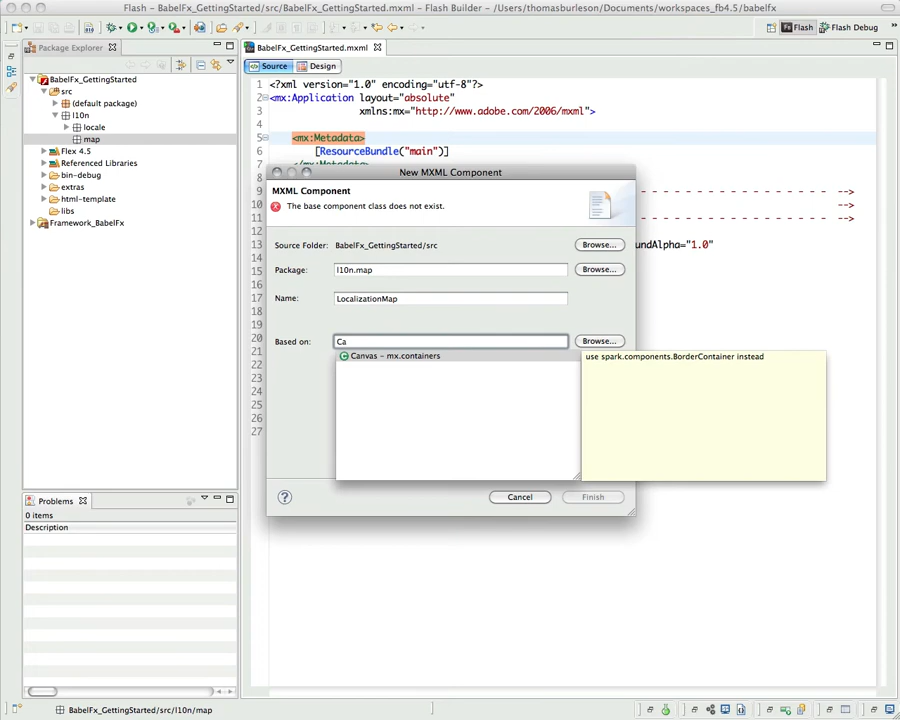 Flash – BabelFx_GettingStarted/src/BabelFx_GettingStarted.mxml – Flash Builder – /Users/thomasburleson/Documents/workspaces_fb4.5/babelfx
Flash
Flash Debug
Package Explorer
BabelFx_GettingStarted.mxml
Source
Design
BabelFx_GettingStarted
src
(default package)
l10n
locale
map
Flex 4.5
Referenced Libraries
bin-debug
extras
html-template
libs
Framework_BabelFx
1 <?xml version="1.0" encoding="utf-8"?>
2 <mx:Application layout="absolute"
3 xmlns:mx="http://www.adobe.com/2006/mxml">
4
5 <mx:Metadata>
6 [ResourceBundle("main")]
7 </mx:Metadata>
9 - - - - - - - - - - -->
10 -->
11 - - - - - - - - - - -->
12
13 undAlpha="1.0"
14
15
16
17
18
19
20
21
22
23
24
25
26
27
New MXML Component
MXML Component
The base component class does not exist.
Source Folder: BabelFx_GettingStarted/src Browse...
Package: l10n.map Browse...
Name: LocalizationMap
Based on: Ca Browse...
Canvas – mx.containers
use spark.components.BorderContainer instead
? Cancel Finish
Problems
0 items
Description
BabelFx_GettingStarted/src/l10n/map